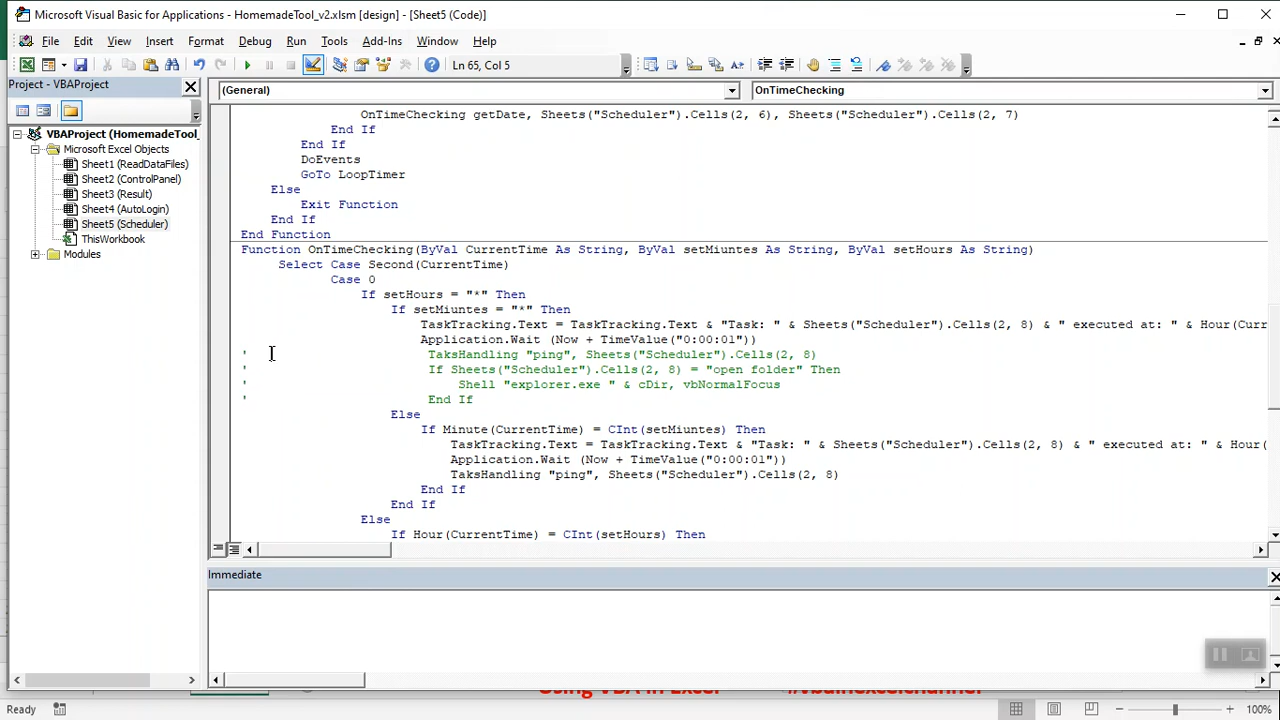 Microsoft Visual Basic for Applications - HomemadeTool_v2.xlsm [design] - [Sheet5 (Code)]
File Edit View Insert Format Debug Run Tools Add-Ins Window Help
Ln 65, Col 5
Project - VBAProject
(General)
OnTimeChecking
VBAProject (HomemadeTool_
Microsoft Excel Objects
Sheet1 (ReadDataFiles)
Sheet2 (ControlPanel)
Sheet3 (Result)
Sheet4 (AutoLogin)
Sheet5 (Scheduler)
ThisWorkbook
Modules
OnTimeChecking getDate, Sheets("Scheduler").Cells(2, 6), Sheets("Scheduler").Cells(2, 7)
End If
End If
DoEvents
GoTo LoopTimer
Else
Exit Function
End If
End Function
Function OnTimeChecking(ByVal CurrentTime As String, ByVal setMiuntes As String, ByVal setHours As String)
Select Case Second(CurrentTime)
Case 0
If setHours = "*" Then
If setMiuntes = "*" Then
TaskTracking.Text = TaskTracking.Text & "Task: " & Sheets("Scheduler").Cells(2, 8) & " executed at: " & Hour(Curr
Application.Wait (Now + TimeValue("0:00:01"))
' TaksHandling "ping", Sheets("Scheduler").Cells(2, 8)
' If Sheets("Scheduler").Cells(2, 8) = "open folder" Then
' Shell "explorer.exe " & cDir, vbNormalFocus
' End If
Else
If Minute(CurrentTime) = CInt(setMiuntes) Then
TaskTracking.Text = TaskTracking.Text & "Task: " & Sheets("Scheduler").Cells(2, 8) & " executed at: " & Hour(
Application.Wait (Now + TimeValue("0:00:01"))
TaksHandling "ping", Sheets("Scheduler").Cells(2, 8)
End If
End If
Else
If Hour(CurrentTime) = CInt(setHours) Then
Immediate
Using VBA in Excel #vbainexcelchannel
Ready
100%